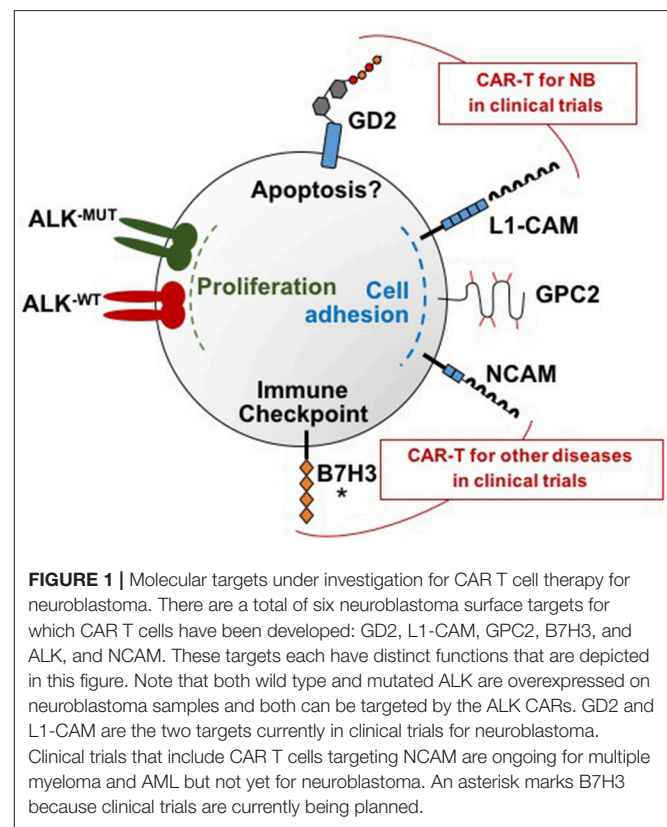 CAR-T for NB
in clinical trials
GD2
Apoptosis?
ALK-MUT
L1-CAM
ALK-WT
Proliferation
Cell
adhesion
GPC2
NCAM
Immune
Checkpoint
CAR-T for other diseases
in clinical trials
B7H3
*
FIGURE 1 | Molecular targets under investigation for CAR T cell therapy for
neuroblastoma. There are a total of six neuroblastoma surface targets for
which CAR T cells have been developed: GD2, L1-CAM, GPC2, B7H3, and
ALK, and NCAM. These targets each have distinct functions that are depicted
in this figure. Note that both wild type and mutated ALK are overexpressed on
neuroblastoma samples and both can be targeted by the ALK CARs. GD2 and
L1-CAM are the two targets currently in clinical trials for neuroblastoma.
Clinical trials that include CAR T cells targeting NCAM are ongoing for multiple
myeloma and AML but not yet for neuroblastoma. An asterisk marks B7H3
because clinical trials are currently being planned.